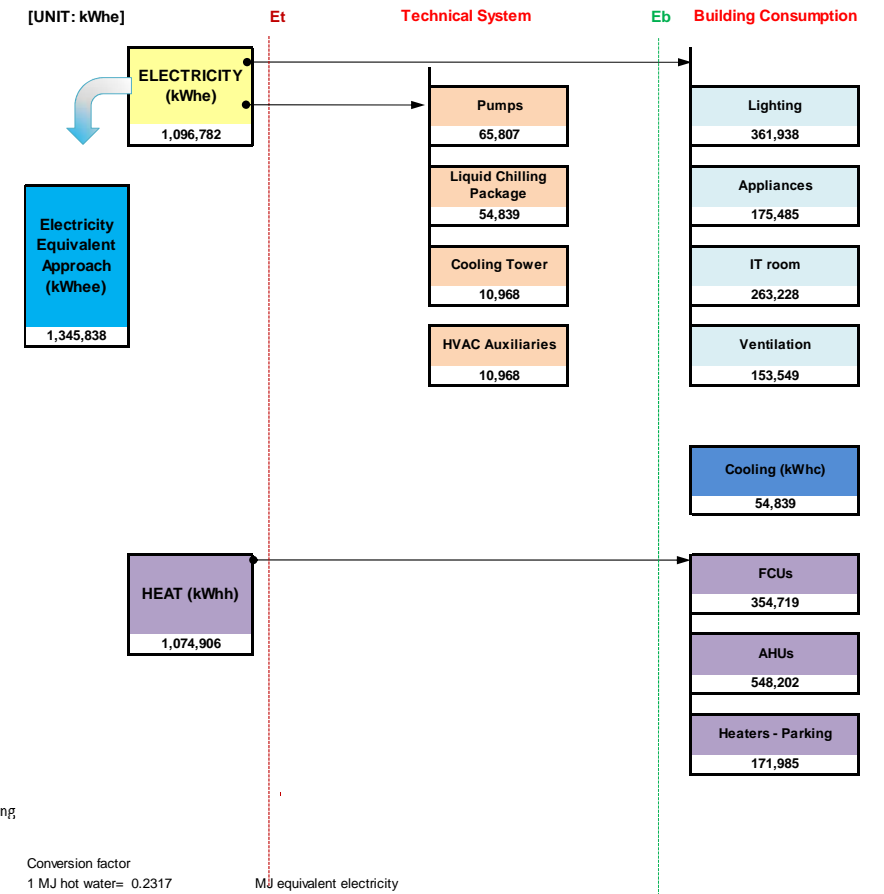 [UNIT: kWhe]
Et
Technical System
Eb
Building Consumption
ELECTRICITY
(kWhe)
1,096,782
Electricity
Equivalent
Approach
(kWhee)
1,345,838
Pumps
65,807
Liquid Chilling
Package
54,839
Cooling Tower
10,968
HVAC Auxiliaries
10,968
Lighting
361,938
Appliances
175,485
IT room
263,228
Ventilation
153,549
Cooling (kWhc)
54,839
HEAT (kWhh)
1,074,906
FCUs
354,719
AHUs
548,202
Heaters - Parking
171,985
ng
Conversion factor
1 MJ hot water= 0.2317 MJ equivalent electricity